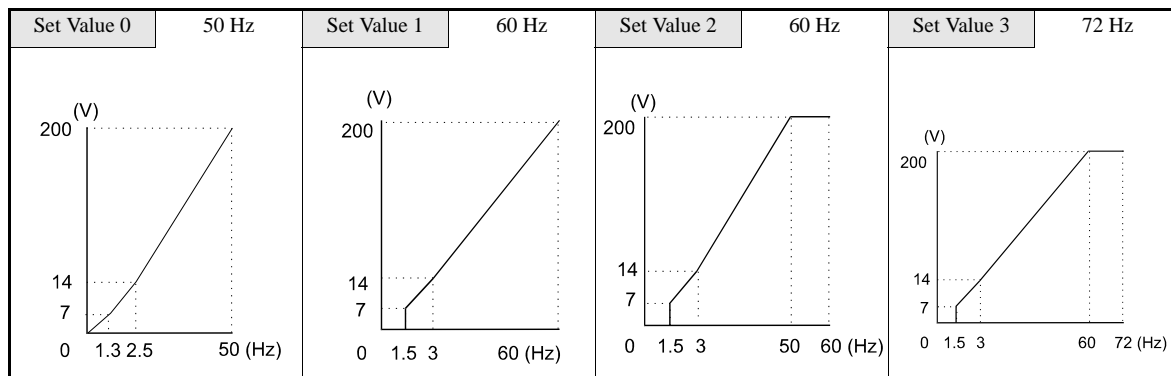 Set Value 0 50 Hz
(V)
200
14
7
0 1.3 2.5 50 (Hz)
Set Value 1 60 Hz
(V)
200
14
7
0 1.5 3 60 (Hz)
Set Value 2 60 Hz
(V)
200
14
7
0 1.5 3 50 60 (Hz)
Set Value 3 72 Hz
(V)
200
14
7
0 1.5 3 60 72 (Hz)